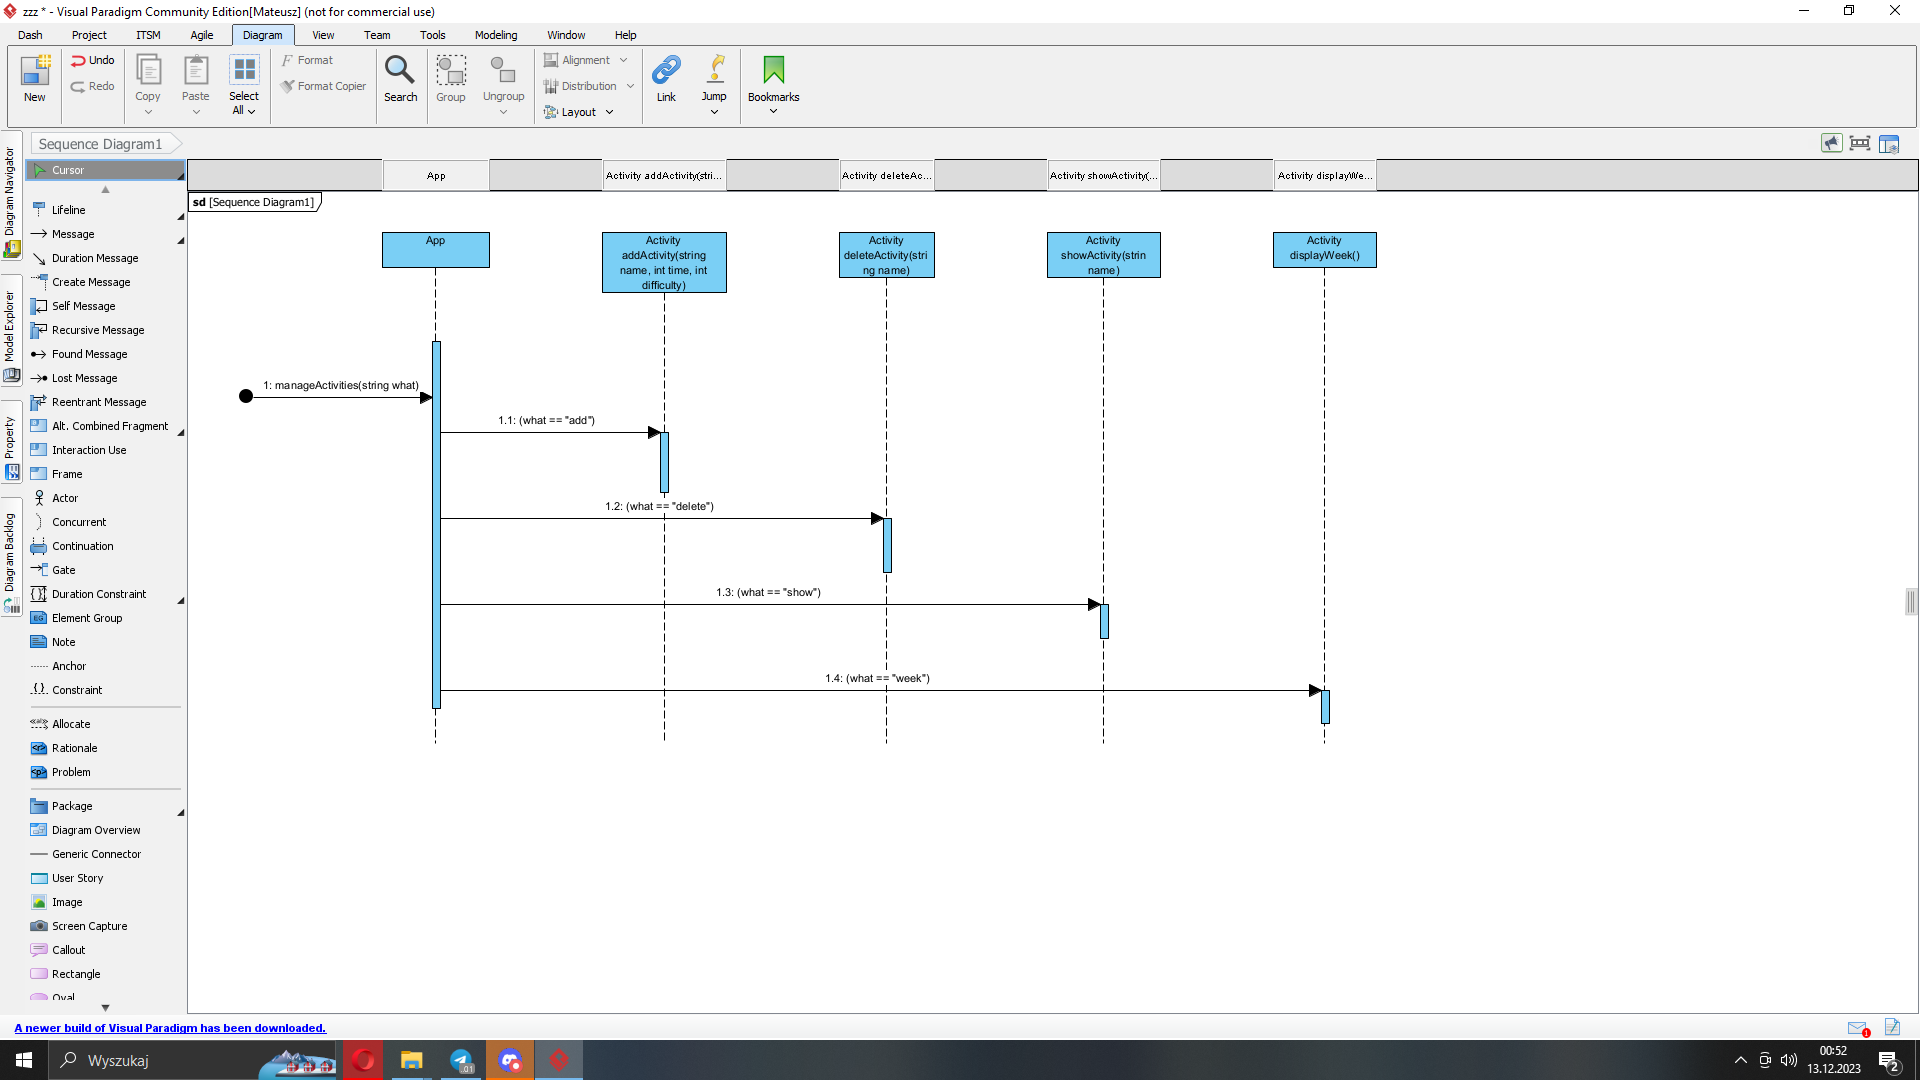 zzz * - Visual Paradigm Community Edition[Mateusz] (not for commercial use)
Dash Project ITSM Agile Diagram View Team Tools Modeling Window Help
New
Undo
Redo
Copy
Paste
Select
All
Format
Format Copier
Search
Group
Ungroup
Alignment
Distribution
Layout
Link
Jump
Bookmarks
Diagram Navigator
Model Explorer
Property
Diagram Backlog
Sequence Diagram1
Cursor
Lifeline
Message
Duration Message
Create Message
Self Message
Recursive Message
Found Message
Lost Message
Reentrant Message
Alt. Combined Fragment
Interaction Use
Frame
Actor
Concurrent
Continuation
Gate
Duration Constraint
Element Group
Note
Anchor
Constraint
Allocate
Rationale
Problem
Package
Diagram Overview
Generic Connector
User Story
Image
Screen Capture
Callout
Rectangle
Oval
App
Activity addActivity(stri...
Activity deleteAc...
Activity showActivity(...
Activity displayWe...
sd [Sequence Diagram1]
App
Activity
addActivity(string
name, int time, int
difficulty)
Activity
deleteActivity(stri
ng name)
Activity
showActivity(strin
name)
Activity
displayWeek()
1: manageActivities(string what)
1.1: (what == "add")
1.2: (what == "delete")
1.3: (what == "show")
1.4: (what == "week")
A newer build of Visual Paradigm has been downloaded.
1
Wyszukaj
.01
00:52
13.12.2023
2